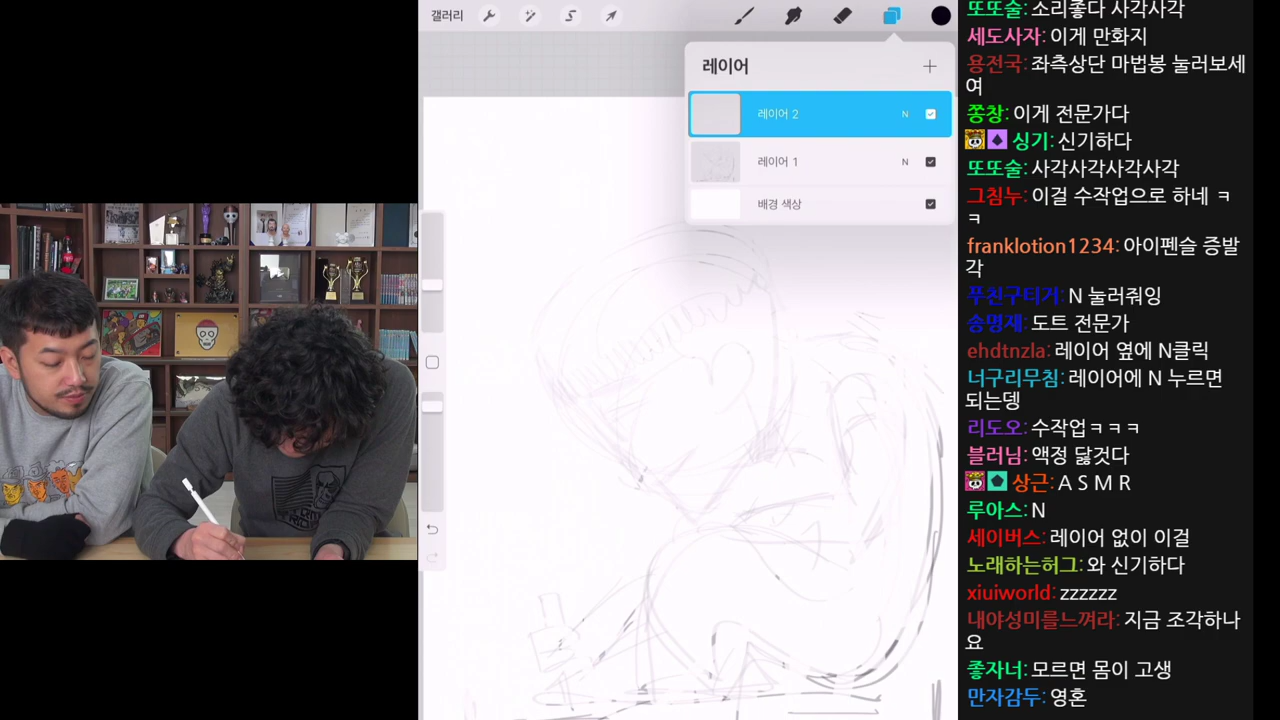 갤러리
레이어
레이어 2
N
레이어 1
N
배경 색상
또또술: 소리좋다 사각사각
세도사자: 이게 만화지
용전국: 좌측상단 마법봉 눌러보세
여
쫑창: 이게 전문가다
싱기: 신기하다
또또술: 사각사각사각사각
그침누: 이걸 수작업으로 하네 ㅋ
ㅋ
franklotion1234: 아이펜슬 증발
각
푸친구티거: N 눌러줘잉
송명재: 도트 전문가
ehdtnzla: 레이어 옆에 N클릭
너구리무침: 레이어에 N 누르면
되는뎅
리도오: 수작업ㅋㅋㅋ
블러님: 액정 닳것다
상근: A S M R
루아스: N
세이버스: 레이어 없이 이걸
노래하는허그: 와 신기하다
xiuiworld: zzzzzz
내야성미를느껴라: 지금 조각하나
요
좋자너: 모르면 몸이 고생
만자감두: 영혼